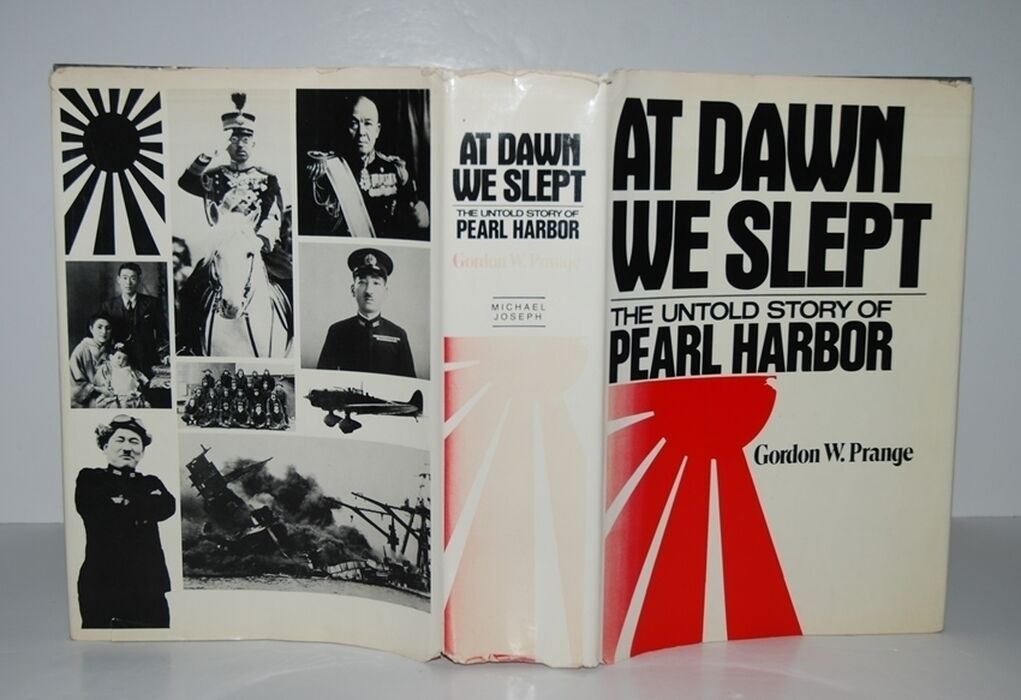 AT DAWN
WE SLEPT
THE UNTOLD STORY OF
PEARL HARBOR
Gordon W. Prange
MICHAEL
JOSEPH
AT DAWN
WE SLEPT
THE UNTOLD STORY OF
PEARL HARBOR
Gordon W. Prange